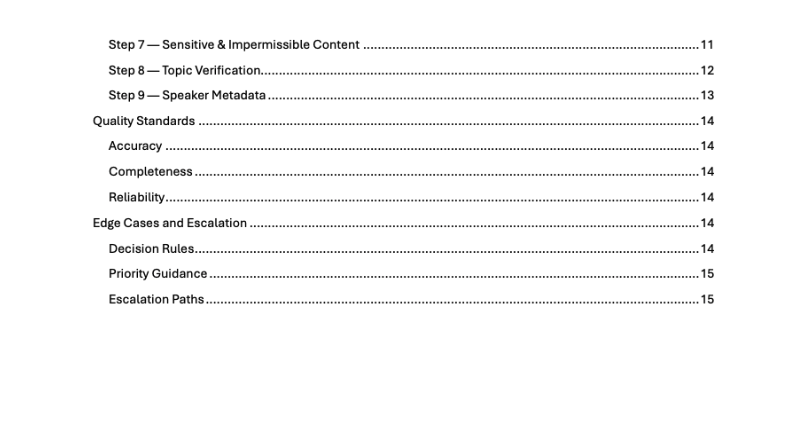 Step 7 — Sensitive & Impermissible Content ........................................................................................... 11
Step 8 — Topic Verification....................................................................................................................... 12
Step 9 — Speaker Metadata ..................................................................................................................... 13
Quality Standards ......................................................................................................................................... 14
Accuracy ................................................................................................................................................. 14
Completeness ......................................................................................................................................... 14
Reliability................................................................................................................................................. 14
Edge Cases and Escalation ........................................................................................................................... 14
Decision Rules......................................................................................................................................... 14
Priority Guidance ..................................................................................................................................... 15
Escalation Paths ...................................................................................................................................... 15